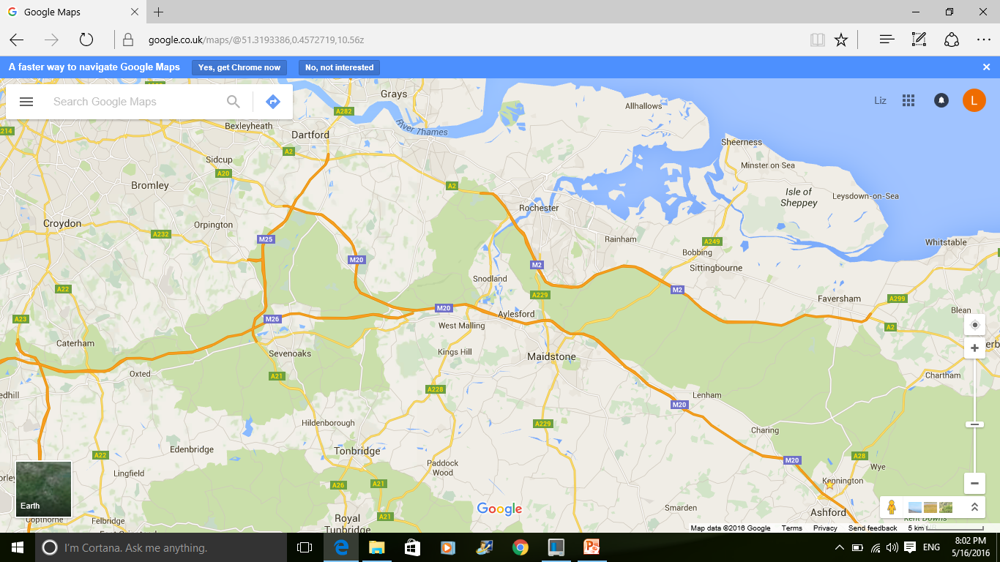 Google Maps
google.co.uk/maps/@51.3193386,0.4572719,10.56z
A faster way to navigate Google Maps
Yes, get Chrome now
No, not interested
Search Google Maps
Liz
L
Grays
Allhallows
A282
Bexleyheath
River Thames
214
Dartford
Sheerness
A2
Sidcup
Minster on Sea
A20
Bromley
A2
Isle of
Sheppey
Leysdown-on-Sea
Rochester
Croydon
Orpington
A232
M25
Rainham
A249
Whitstable
Bobbing
M20
M2
Sittingbourne
Snodland
A22
M2
A229
Faversham
A299
M20
Blean
Aylesford
A23
M26
West Malling
A2
Caterham
Sevenoaks
Kings Hill
Maidstone
Oxted
A21
Chartham
A228
edhill
Lenham
M20
Hildenborough
A229
Charing
Edenbridge
Tonbridge
A22
M20
A28
Paddock
Wood
Wye
Lingfield
Kennington
A26
A21
Earth
Google
Smarden
Ashford
Copthorne
Felbridge
Royal
Tunbridge
A21
Kent Downs
Map data ©2016 Google
Terms
Privacy
Send feedback
5 km
I'm Cortana. Ask me anything.
ENG
8:02 PM
5/16/2016